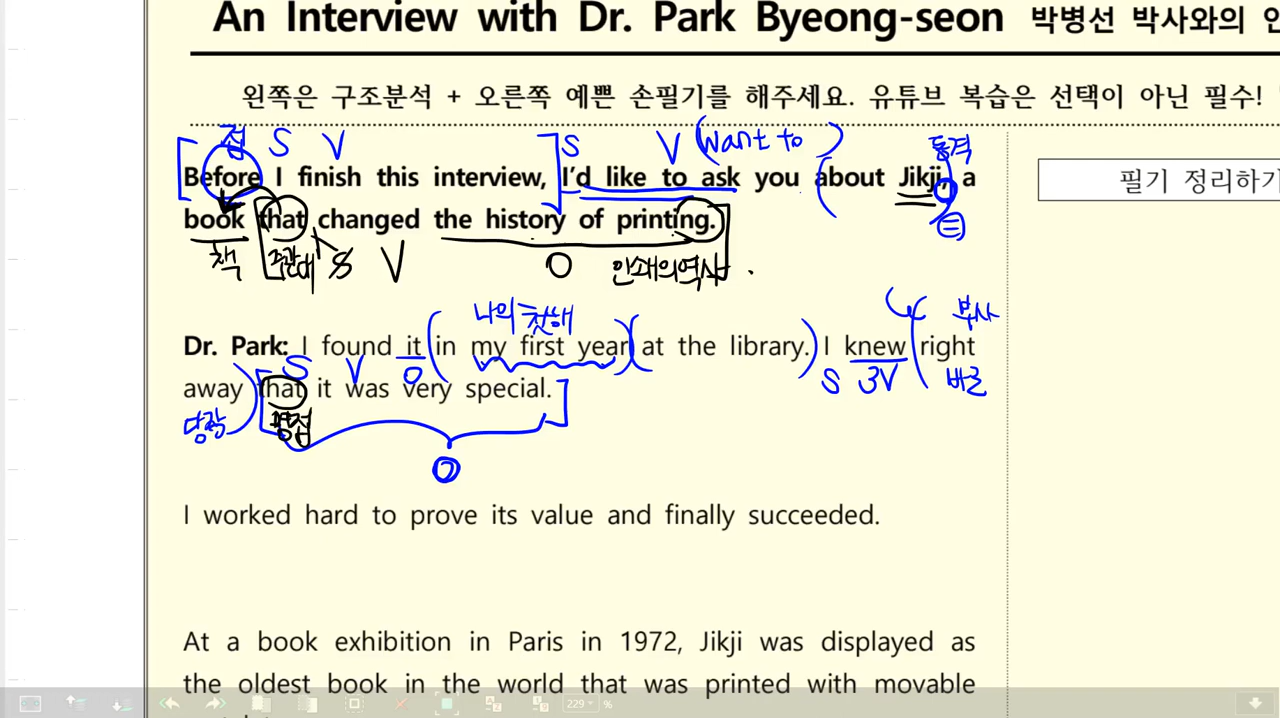 An Interview with Dr. Park Byeong-seon 박병선 박사와의 인
왼쪽은 구조분석 + 오른쪽 예쁜 손필기를 해주세요. 유튜브 복습은 선택이 아닌 필수!
접 S V S V (Want to ) 동격
Before I finish this interview, I'd like to ask you about Jikji, a
필기 정리하기
book that changed the history of printing.
책 주관대 S V O 인쇄의역사
나의 첫해 부사
Dr. Park: I found it in my first year at the library. I knew right
S V O S 3V 바로
away that it was very special.
당장 명접
O
I worked hard to prove its value and finally succeeded.
At a book exhibition in Paris in 1972, Jikji was displayed as
the oldest book in the world that was printed with movable
229 %